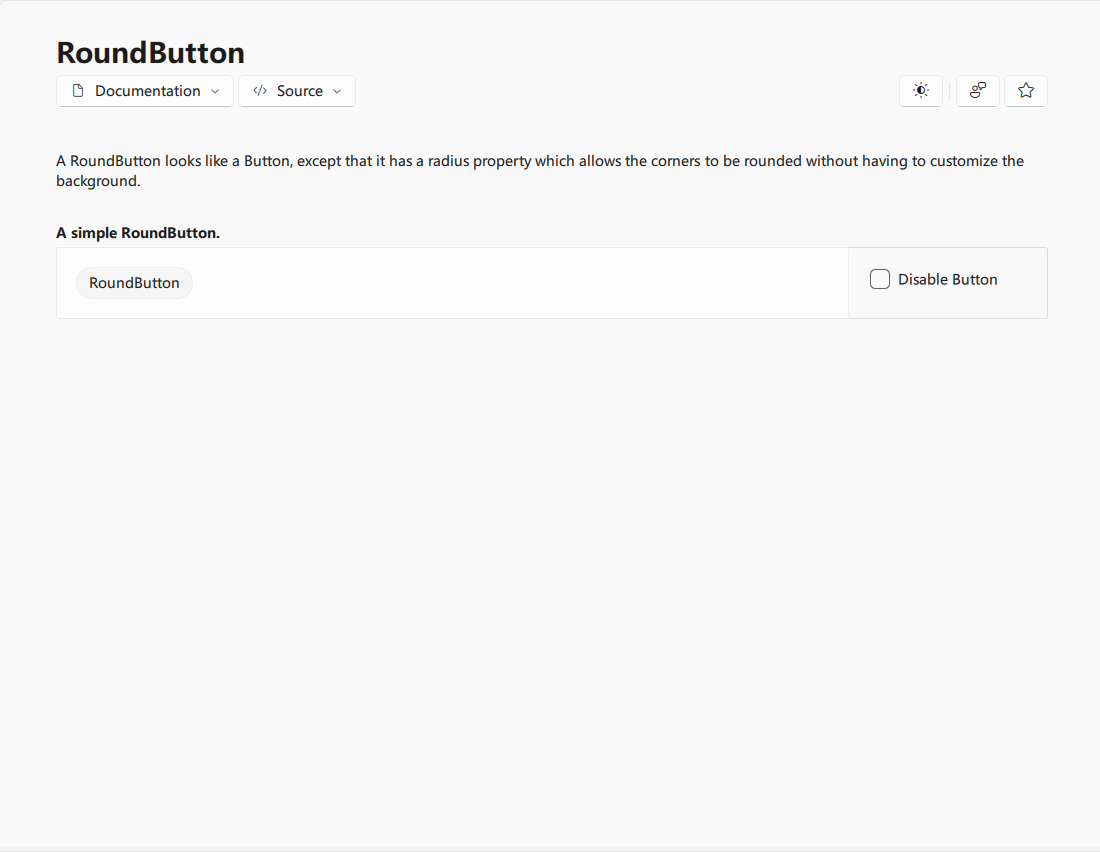 RoundButton
Documentation
Source
A RoundButton looks like a Button, except that it has a radius property which allows the corners to be rounded without having to customize the
background.
A simple RoundButton.
RoundButton
Disable Button